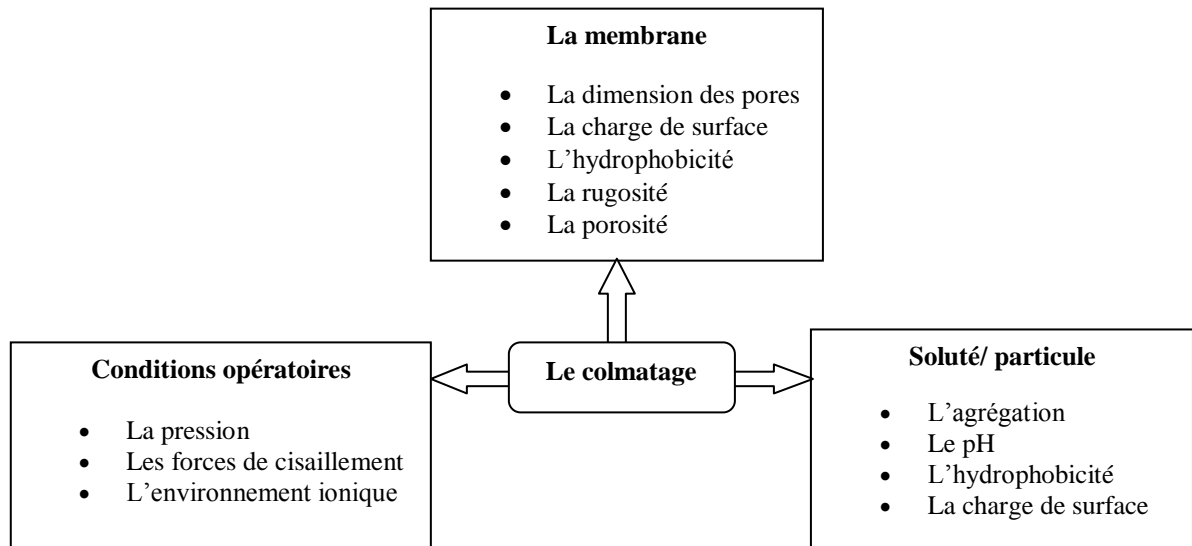 La membrane
• La dimension des pores
• La charge de surface
• L’hydrophobicité
• La rugosité
• La porosité
Le colmatage
Conditions opératoires
• La pression
• Les forces de cisaillement
• L’environnement ionique
Soluté/ particule
• L’agrégation
• Le pH
• L’hydrophobicité
• La charge de surface